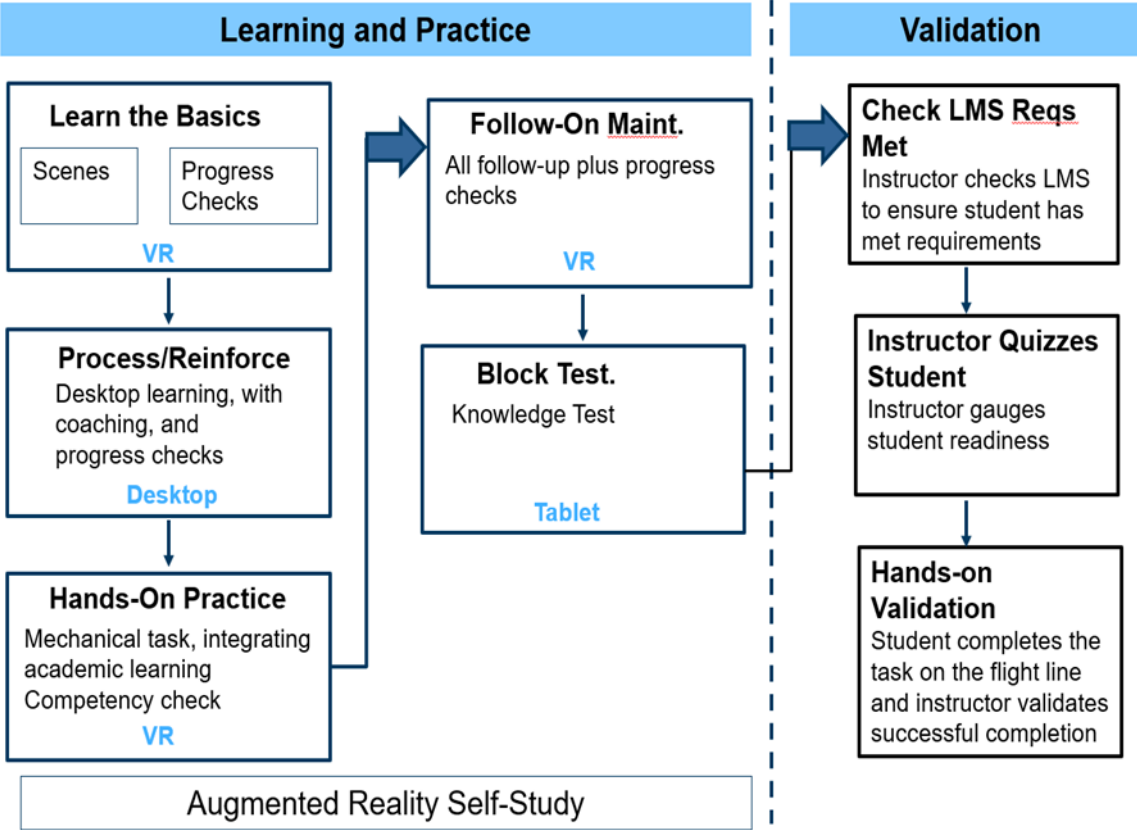 Learning and Practice
Validation
Learn the Basics
Scenes
Progress
Checks
VR
Process/Reinforce
Desktop learning, with
coaching, and
progress checks
Desktop
Hands-On Practice
Mechanical task, integrating
academic learning
Competency check
VR
Follow-On Maint.
All follow-up plus progress
checks
VR
Block Test.
Knowledge Test
Tablet
Augmented Reality Self-Study
Check LMS Reqs
Met
Instructor checks LMS
to ensure student has
met requirements
Instructor Quizzes
Student
Instructor gauges
student readiness
Hands-on
Validation
Student completes the
task on the flight line
and instructor validates
successful completion